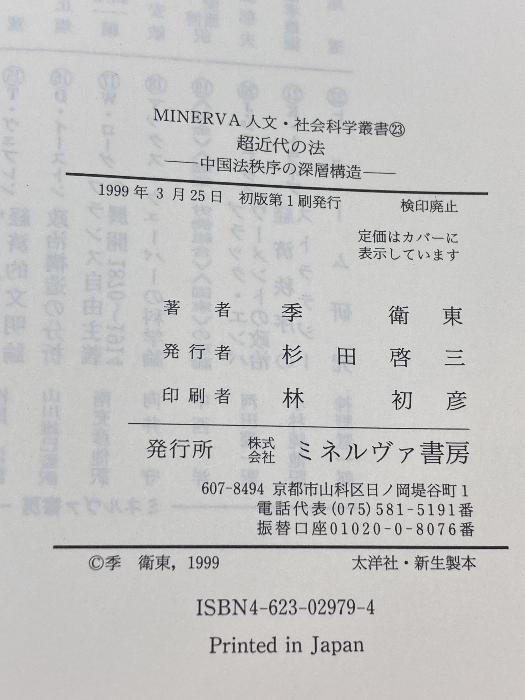 MINERVA 人文・社会科学叢書㉓
超近代の法
――中国法秩序の深層構造――
1999年3月25日 初版第1刷発行 検印廃止
定価はカバーに
表示しています
著者 季衛東
発行者 杉田啓三
印刷者 林初彦
発行所 株式会社 ミネルヴァ書房
607-8494 京都市山科区日ノ岡堤谷町1
電話代表(075)581-5191番
振替口座01020-0-8076番
©季 衛東, 1999 太洋社・新生製本
ISBN4-623-02979-4
Printed in Japan